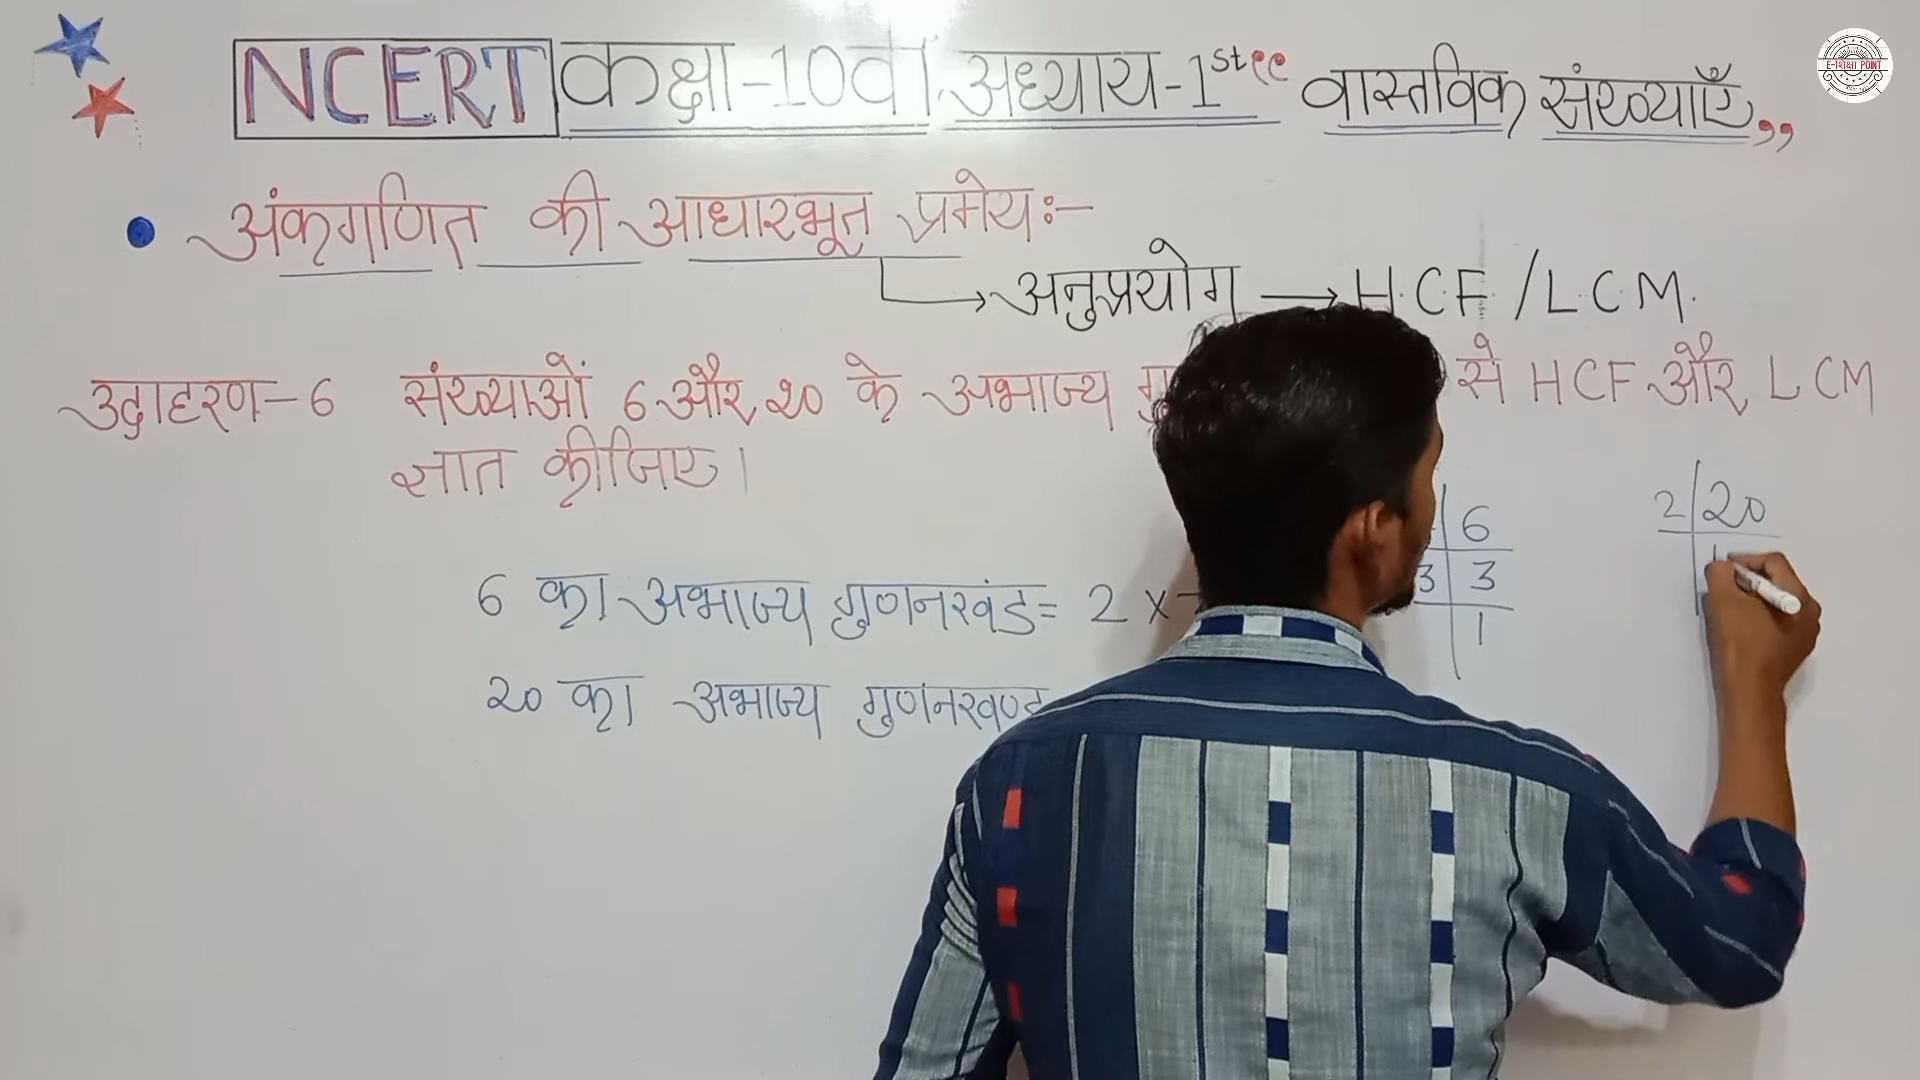 NCERT कक्षा-10वीं अध्याय-1st “ वास्तविक संख्याएँ ”
E-शिक्षा POINT
• अंकगणित की आधारभूत प्रमेय:-
अनुप्रयोग → H.C.F / L.C.M.
उदाहरण-6 संख्याओं 6 और 20 के अभाज्य से HCF और LCM
ज्ञात कीजिए।
6
3 3
1
2 20
6 का अभाज्य गुणनखंड = 2 ×
20 का अभाज्य गुणनखण्ड